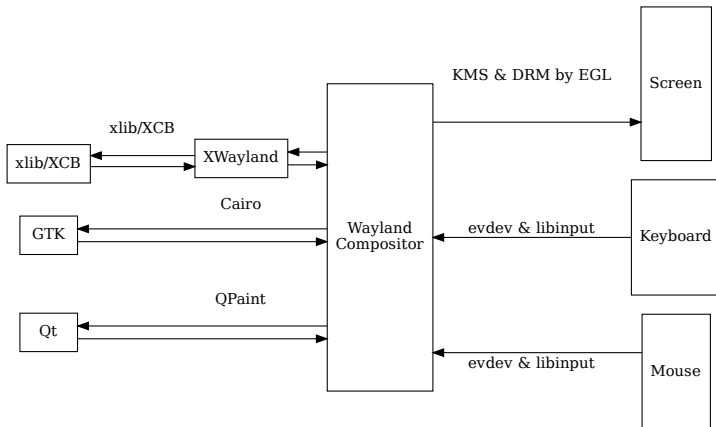 KMS & DRM by EGL
Screen
xlib/XCB
xlib/XCB
XWayland
Cairo
GTK
Wayland
Compositor
evdev & libinput
Keyboard
QPaint
Qt
evdev & libinput
Mouse